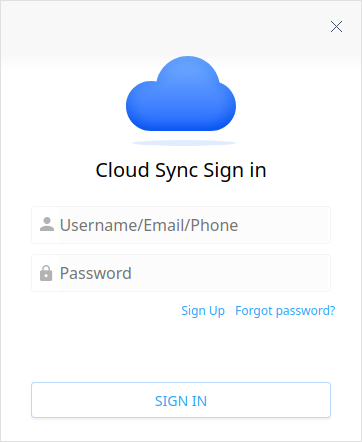 Cloud Sync Sign in
Username/Email/Phone
Password
Sign Up Forgot password?
SIGN IN